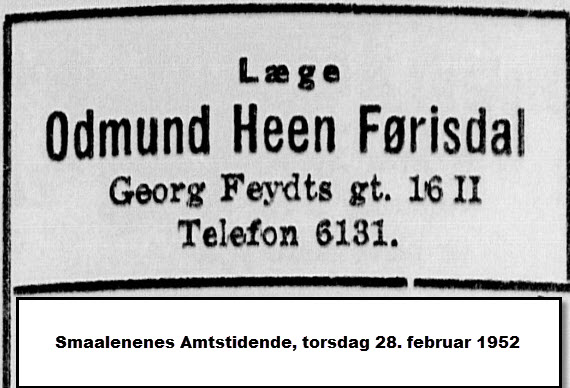 Læge
Odmund Heen Førisdal
Georg Feydts gt. 16 II
Telefon 6131.
Smaalenenes Amtstidende, torsdag 28. februar 1952